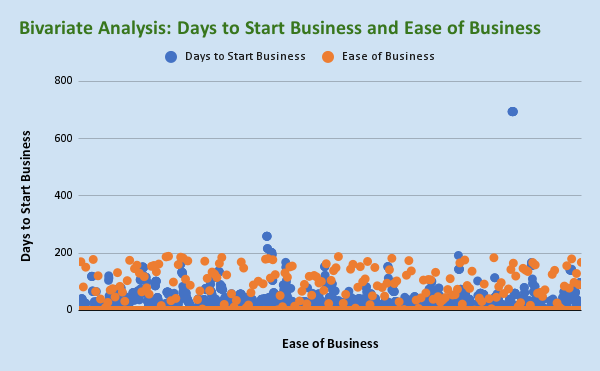 Bivariate Analysis: Days to Start Business and Ease of Business
Days to Start Business
Ease of Business
800
600
400
200
0
Days to Start Business
Ease of Business